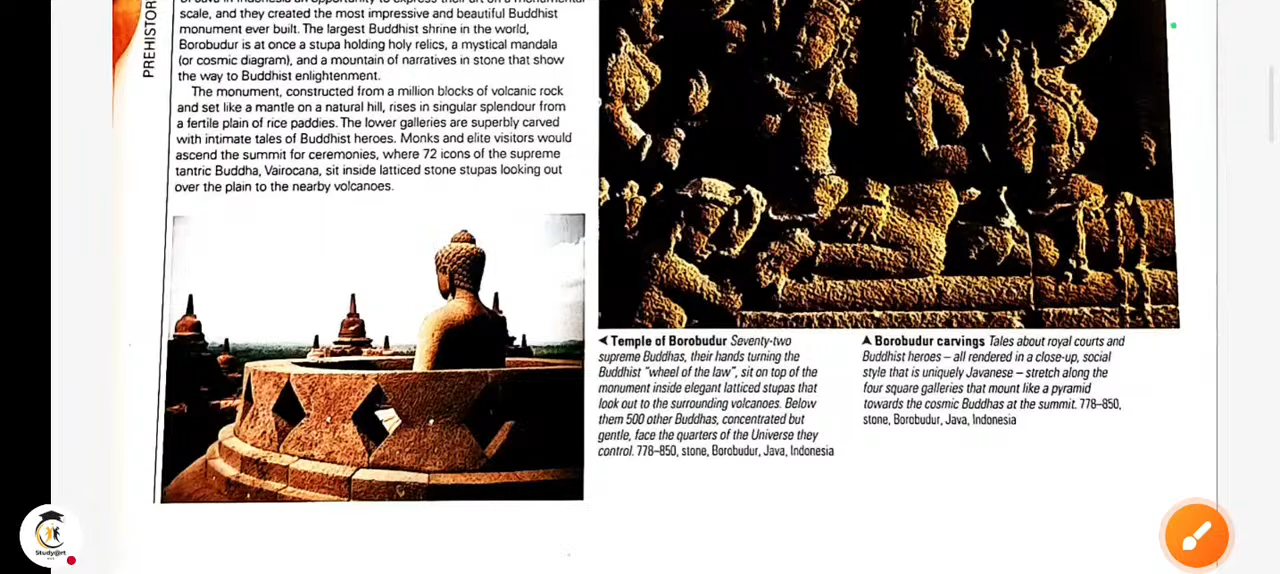 PREHISTOR
scale, and they created the most impressive and beautiful Buddhist
monument ever built. The largest Buddhist shrine in the world,
Borobudur is at once a stupa holding holy relics, a mystical mandala
(or cosmic diagram), and a mountain of narratives in stone that show
the way to Buddhist enlightenment.
The monument, constructed from a million blocks of volcanic rock
and set like a mantle on a natural hill, rises in singular splendour from
a fertile plain of rice paddies. The lower galleries are superbly carved
with intimate tales of Buddhist heroes. Monks and elite visitors would
ascend the summit for ceremonies, where 72 icons of the supreme
tantric Buddha, Vairocana, sit inside latticed stone stupas looking out
over the plain to the nearby volcanoes.
◄ Temple of Borobudur Seventy-two
supreme Buddhas, their hands turning the
Buddhist "wheel of the law", sit on top of the
monument inside elegant latticed stupas that
look out to the surrounding volcanoes. Below
them 500 other Buddhas, concentrated but
gentle, face the quarters of the Universe they
control. 778–850, stone, Borobudur, Java, Indonesia
▲ Borobudur carvings Tales about royal courts and
Buddhist heroes – all rendered in a close-up, social
style that is uniquely Javanese – stretch along the
four square galleries that mount like a pyramid
towards the cosmic Buddhas at the summit. 778–850,
stone, Borobudur, Java, Indonesia
Study@rt